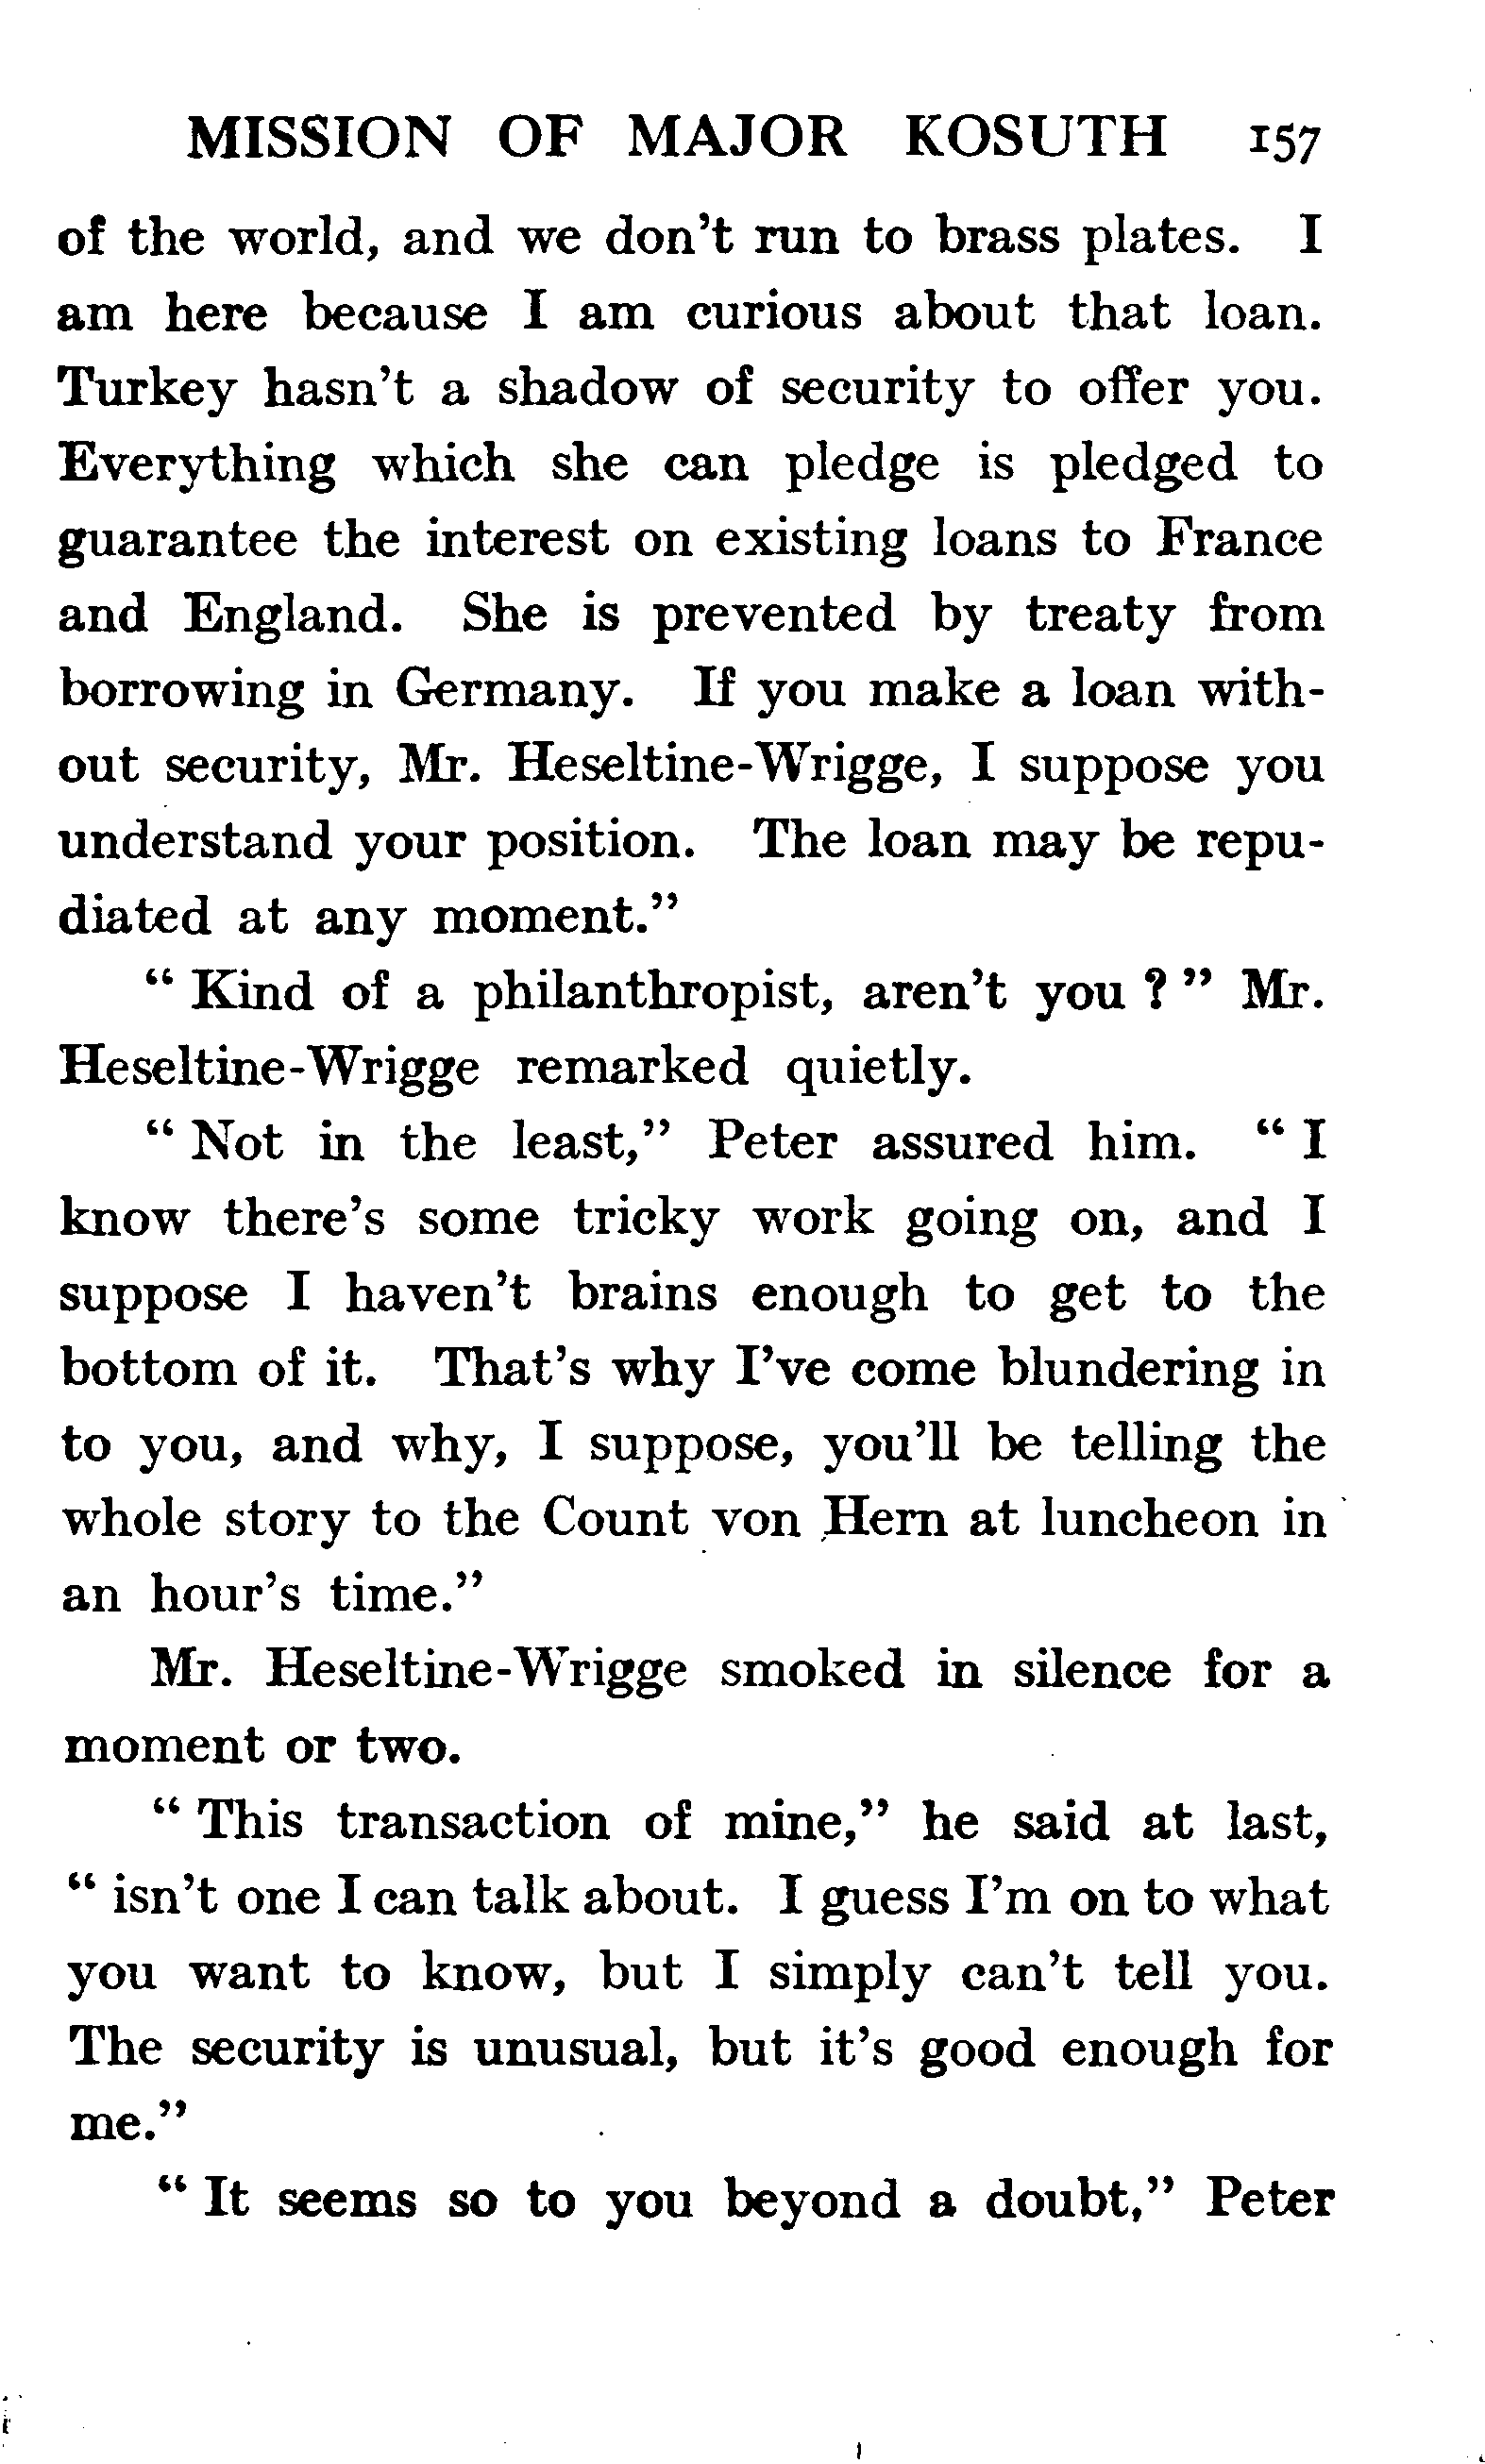 MISSION OF MAJOR KOSUTH 157
of the world, and we don't run to brass plates. I
am here because I am curious about that loan.
Turkey hasn't a shadow of security to offer you.
Everything which she can pledge is pledged to
guarantee the interest on existing loans to France
and England. She is prevented by treaty from
borrowing in Germany. If you make a loan with-
out security, Mr. Heseltine-Wrigge, I suppose you
understand your position. The loan may be repu-
diated at any moment."
" Kind of a philanthropist, aren't you ? " Mr.
Heseltine-Wrigge remarked quietly.
" Not in the least," Peter assured him. " I
know there's some tricky work going on, and I
suppose I haven't brains enough to get to the
bottom of it. That's why I've come blundering in
to you, and why, I suppose, you'll be telling the
whole story to the Count von Hern at luncheon in
an hour's time."
Mr. Heseltine-Wrigge smoked in silence for a
moment or two.
" This transaction of mine," he said at last,
" isn't one I can talk about. I guess I'm on to what
you want to know, but I simply can't tell you.
The security is unusual, but it's good enough for
me."
" It seems so to you beyond a doubt," Peter